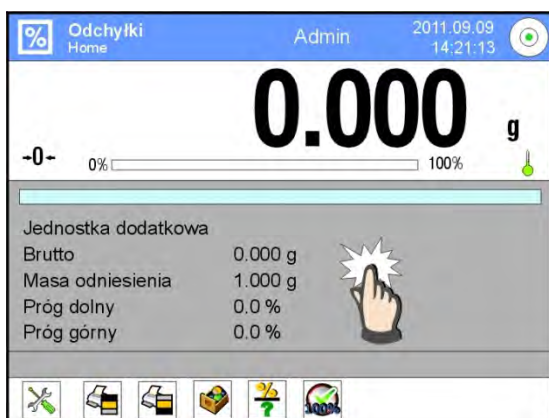 % Odchyłki Admin 2011.09.09
Home 14:21:13
0.000 g
→0← 0% 100%
Jednostka dodatkowa
Brutto 0.000 g
Masa odniesienia 1.000 g
Próg dolny 0.0 %
Próg górny 0.0 %
% ? 100%